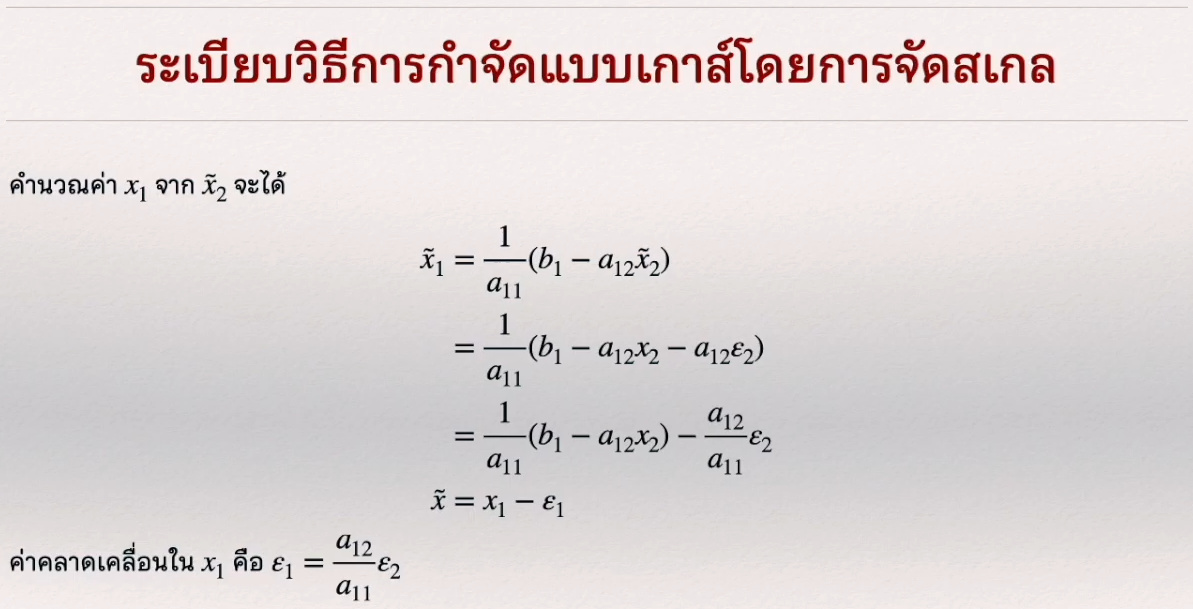 ระเบียบวิธีการกำจัดแบบเกาส์โดยการจัดสเกล
คำนวณค่า x₁ จาก x̃₂ จะได้
x̃₁ = 1/a₁₁ (b₁ − a₁₂x̃₂)
= 1/a₁₁ (b₁ − a₁₂x₂ − a₁₂ε₂)
= 1/a₁₁ (b₁ − a₁₂x₂) − a₁₂/a₁₁ ε₂
x̃ = x₁ − ε₁
ค่าคลาดเคลื่อนใน x₁ คือ ε₁ = a₁₂/a₁₁ ε₂